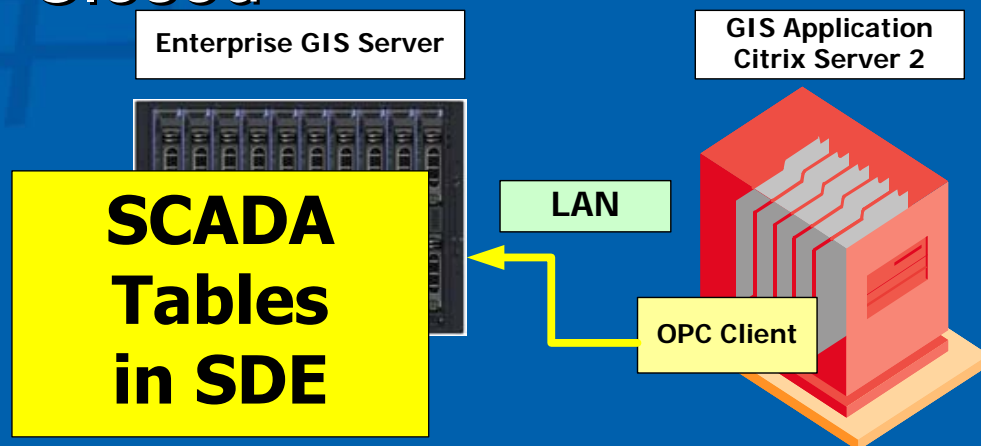 Enterprise GIS Server
GIS Application
Citrix Server 2
SCADA
Tables
in SDE
LAN
OPC Client